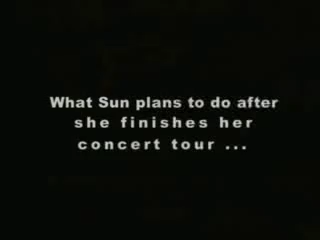 What Sun plans to do after
she finishes her
concert tour ...